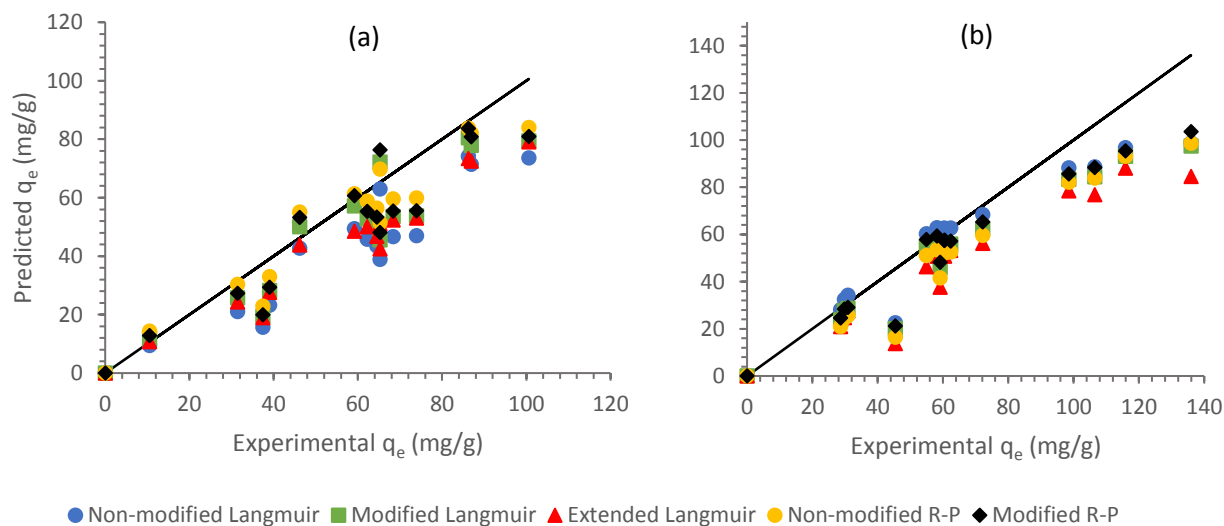 (a)
(b)
120
100
80
60
40
20
0
0 20 40 60 80 100 120
Predicted qe (mg/g)
Experimental qe (mg/g)
140
120
100
80
60
40
20
0
0 20 40 60 80 100 120 140
Experimental qe (mg/g)
Non-modified Langmuir Modified Langmuir Extended Langmuir Non-modified R-P Modified R-P